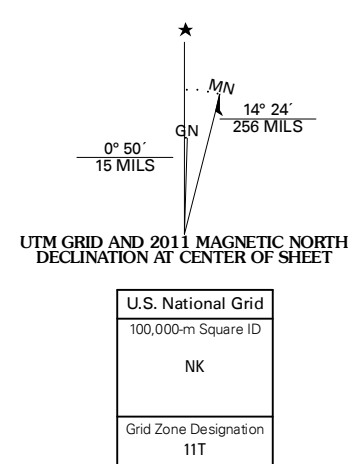 ★
MN
GN
14° 24´
256 MILS
0° 50´
15 MILS
UTM GRID AND 2011 MAGNETIC NORTH
DECLINATION AT CENTER OF SHEET
U.S. National Grid
100,000-m Square ID
NK
Grid Zone Designation
11T